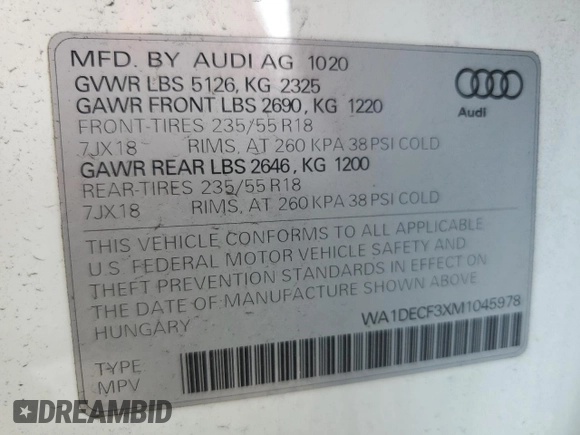 MFD. BY AUDI AG 1020
GVWR LBS 5126, KG 2325
GAWR FRONT LBS 2690, KG 1220
FRONT-TIRES 235/55 R18
7JX18 RIMS, AT 260 KPA 38 PSI COLD
GAWR REAR LBS 2646, KG 1200
REAR-TIRES 235/55 R18
7JX18 RIMS, AT 260 KPA 38 PSI COLD
Audi
THIS VEHICLE CONFORMS TO ALL APPLICABLE
U.S FEDERAL MOTOR VEHICLE SAFETY AND
THEFT PREVENTION STANDARDS IN EFFECT ON
THE DATE OF MANUFACTURE SHOWN ABOVE
HUNGARY
WA1DECF3XM1045978
TYPE
MPV
DREAMBID